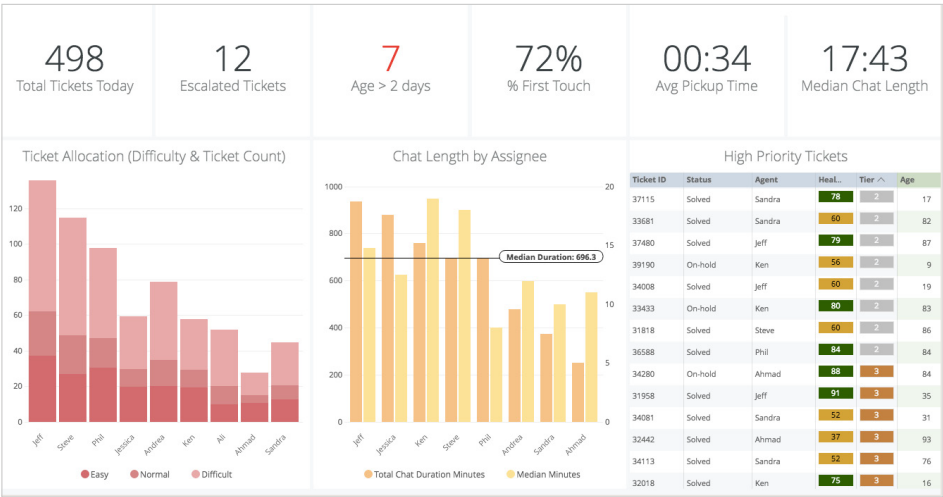 498
Total Tickets Today
12
Escalated Tickets
7
Age > 2 days
72%
% First Touch
00:34
Avg Pickup Time
17:43
Median Chat Length
Ticket Allocation (Difficulty & Ticket Count)
120
100
80
60
40
20
0
Jeff Steve Phil Jessica Andrea Ken Ali Ahmad Sandra
Easy Normal Difficult
Chat Length by Assignee
1000 20
800
15
Median Duration: 696.3
600
10
400
5
200
0 0
Jeff Jessica Ken Steve Phil Andrea Sandra Ahmad
Total Chat Duration Minutes Median Minutes
High Priority Tickets
Ticket ID Status Agent Heal... Tier Age
37115 Solved Sandra 78 2 17
33681 Solved Sandra 60 2 82
37480 Solved Jeff 79 2 87
39190 On-hold Ken 56 2 9
34008 Solved Jeff 60 2 19
33433 On-hold Ken 80 2 83
31818 Solved Steve 60 2 86
36588 Solved Phil 84 2 84
34280 On-hold Ahmad 88 3 84
31958 Solved Jeff 91 3 35
34081 Solved Sandra 52 3 31
32442 Solved Ahmad 37 3 93
34113 Solved Sandra 52 3 76
32018 Solved Ken 75 3 16